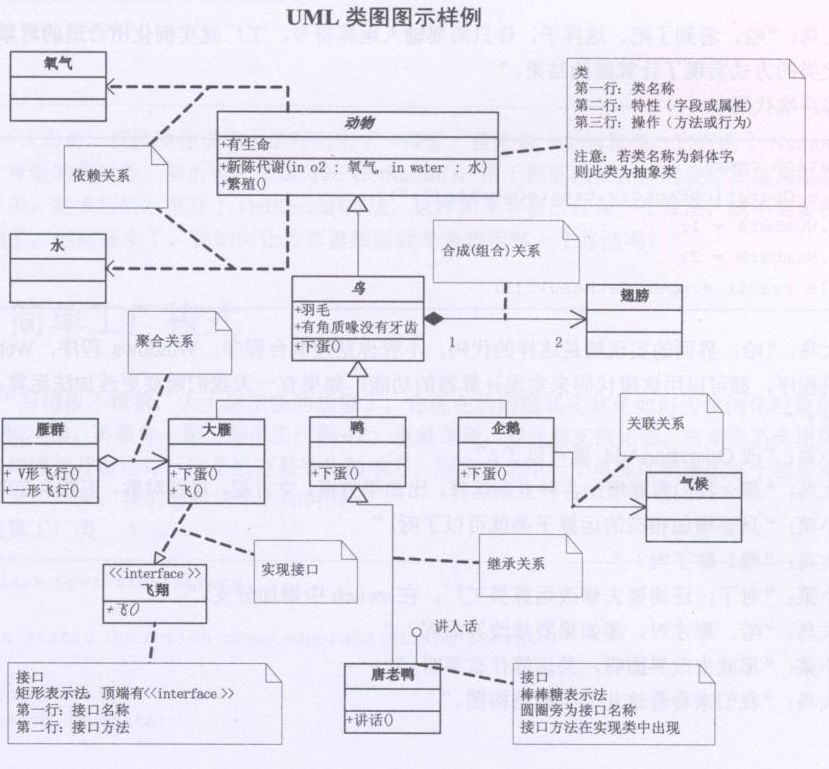 UML 类图图示样例
氧气
动物
+有生命
+新陈代谢(in o2 : 氧气, in water : 水)
+繁殖()
类
第一行：类名称
第二行：特性（字段或属性）
第三行：操作（方法或行为）
注意：若类名称为斜体字,
则此类为抽象类
依赖关系
水
合成(组合)关系
鸟
+羽毛
+有角质喙没有牙齿
+下蛋()
1
2
翅膀
聚合关系
关联关系
雁群
+ V形飞行()
+一形飞行()
大雁
+下蛋()
+飞()
鸭
+下蛋()
企鹅
+下蛋()
气候
<<interface>>
飞翔
+飞()
实现接口
继承关系
讲人话
唐老鸭
+讲话()
接口
矩形表示法，顶端有<<interface >>
第一行：接口名称
第二行：接口方法
接口
棒棒糖表示法
圆圈旁为接口名称
接口方法在实现类中出现